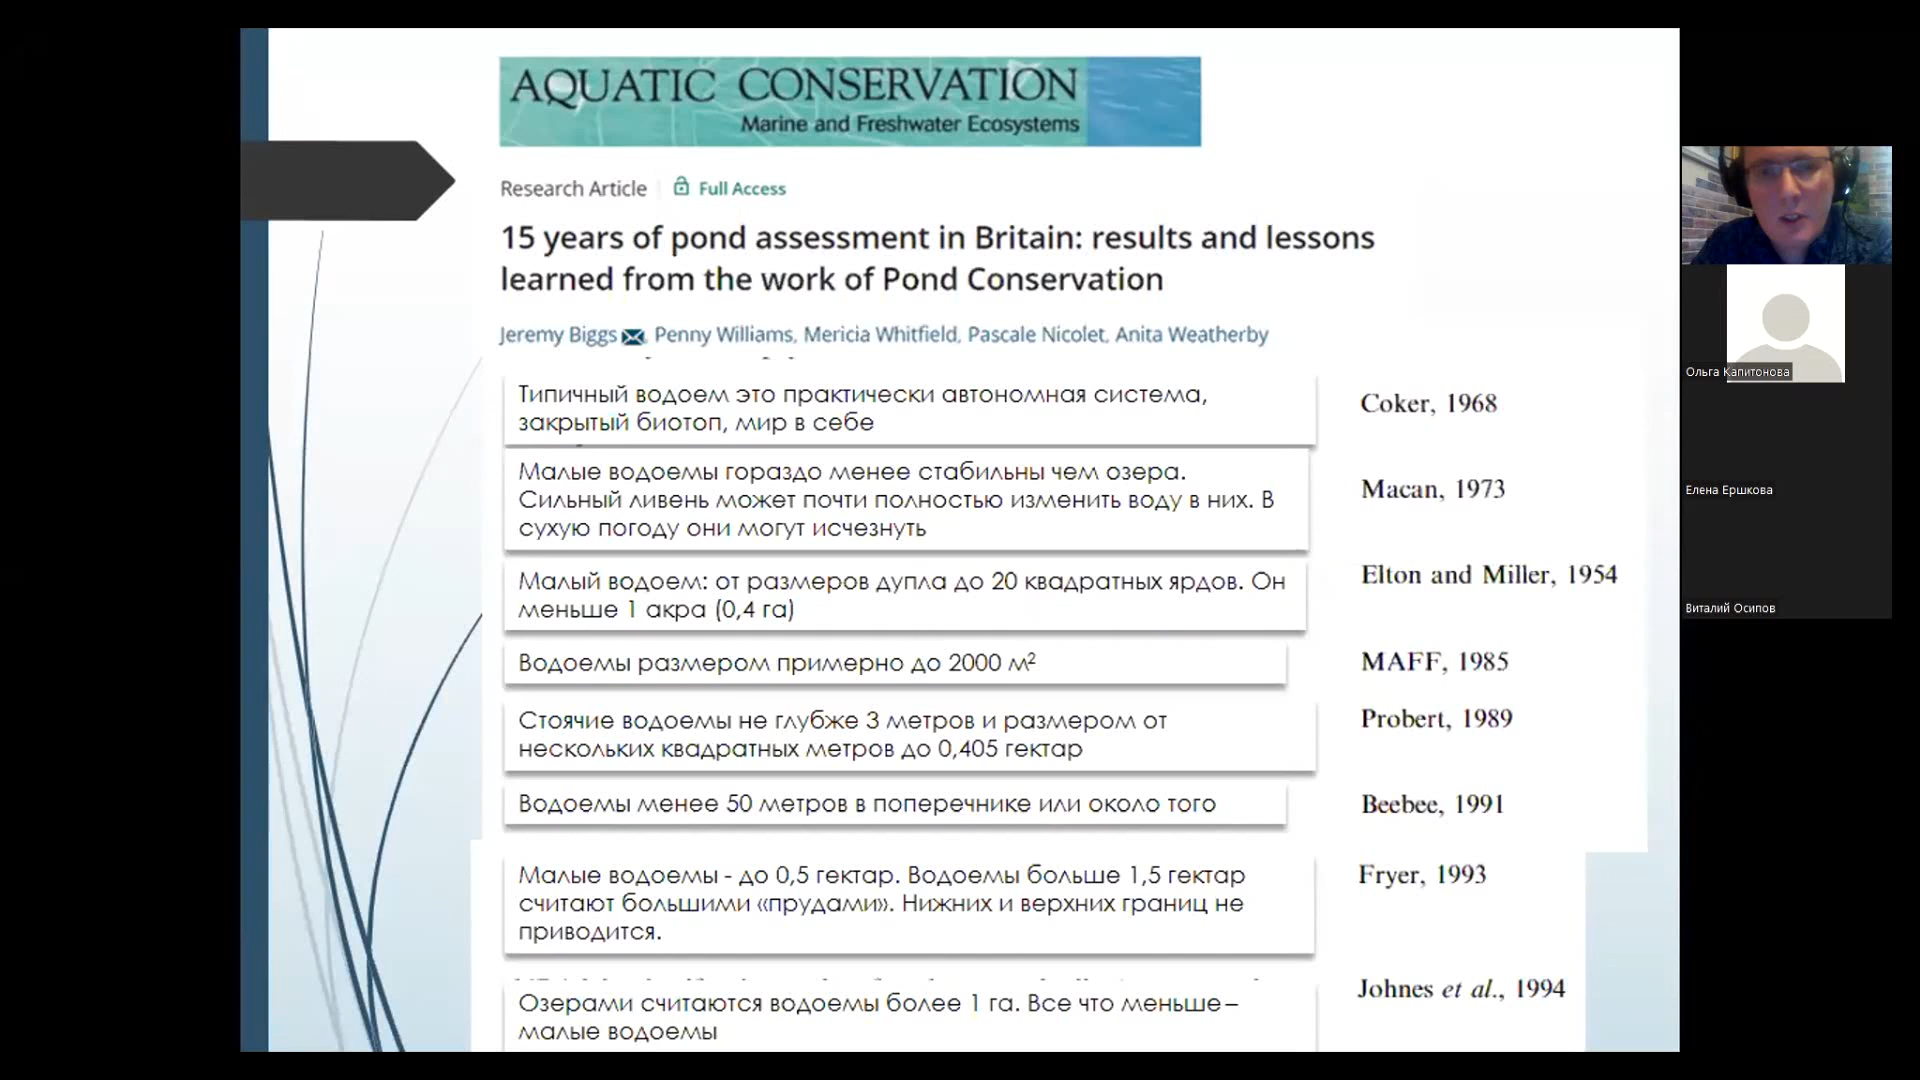 AQUATIC CONSERVATION
Marine and Freshwater Ecosystems
Research Article Full Access
15 years of pond assessment in Britain: results and lessons
learned from the work of Pond Conservation
Jeremy Biggs, Penny Williams, Mericia Whitfield, Pascale Nicolet, Anita Weatherby
Типичный водоем это практически автономная система,
закрытый биотоп, мир в себе
Coker, 1968
Малые водоемы гораздо менее стабильны чем озера.
Сильный ливень может почти полностью изменить воду в них. В
сухую погоду они могут исчезнуть
Macan, 1973
Малый водоем: от размеров дупла до 20 квадратных ярдов. Он
меньше 1 акра (0,4 га)
Elton and Miller, 1954
Водоемы размером примерно до 2000 м²
MAFF, 1985
Стоячие водоемы не глубже 3 метров и размером от
нескольких квадратных метров до 0,405 гектар
Probert, 1989
Водоемы менее 50 метров в поперечнике или около того
Beebee, 1991
Малые водоемы - до 0,5 гектар. Водоемы больше 1,5 гектар
считают большими «прудами». Нижних и верхних границ не
приводится.
Fryer, 1993
Озерами считаются водоемы более 1 га. Все что меньше –
малые водоемы
Johnes et al., 1994
Ольга Капитонова
Елена Ершкова
Виталий Осипов